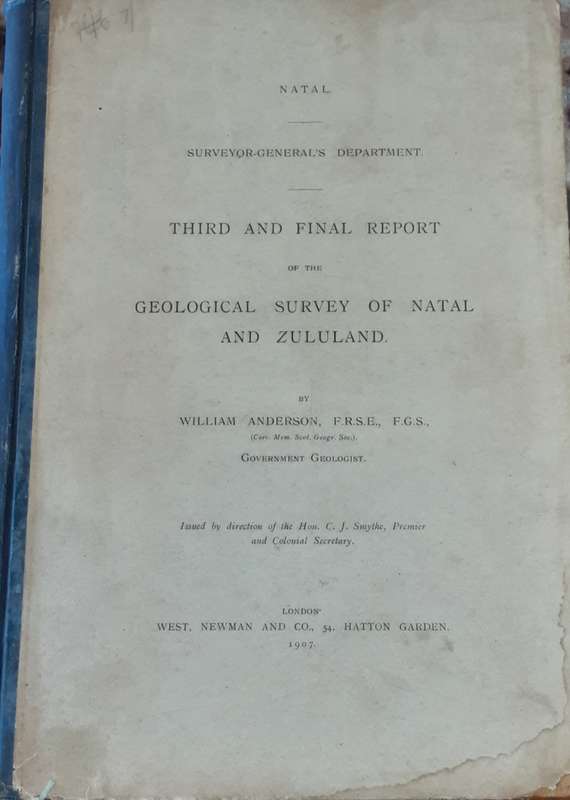 NATAL.
SURVEYOR-GENERAL'S DEPARTMENT.
THIRD AND FINAL REPORT
OF THE
GEOLOGICAL SURVEY OF NATAL
AND ZULULAND.
BY
WILLIAM ANDERSON, F.R.S.E., F.G.S.,
(Corr. Mem. Scot. Geogr. Soc.).
GOVERNMENT GEOLOGIST.
Issued by direction of the Hon. C. J. Smythe, Premier
and Colonial Secretary.
LONDON
WEST, NEWMAN AND CO., 54, HATTON GARDEN.
1907.